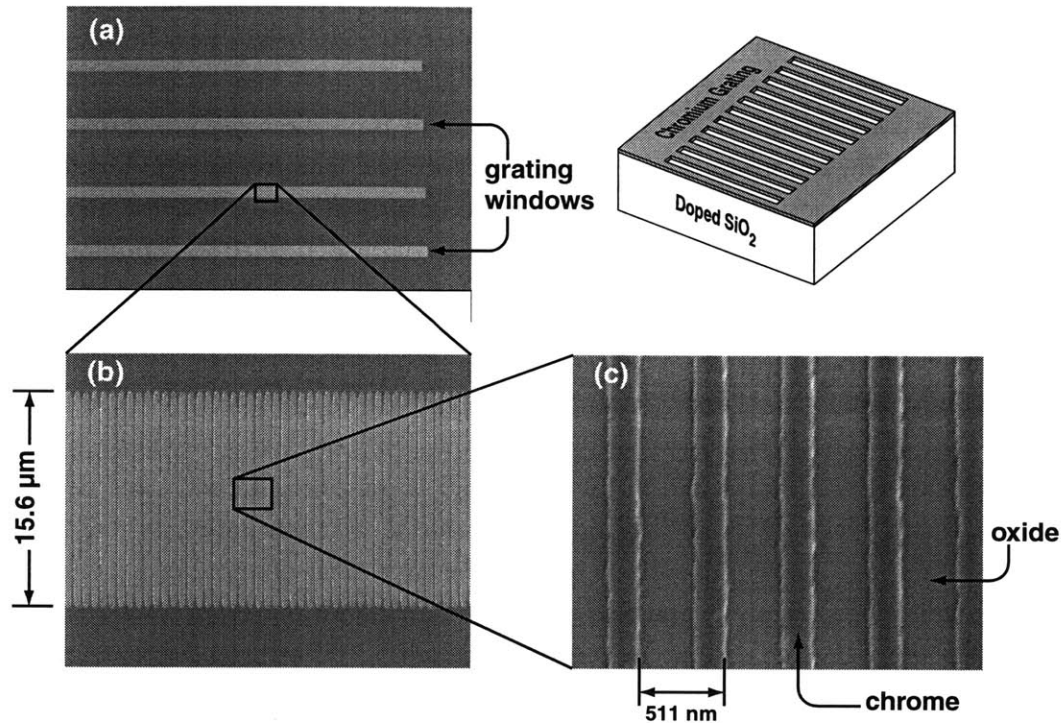 (a)
grating
windows
Chromium Grating
Doped SiO₂
(b)
15.6 µm
(c)
oxide
chrome
511 nm